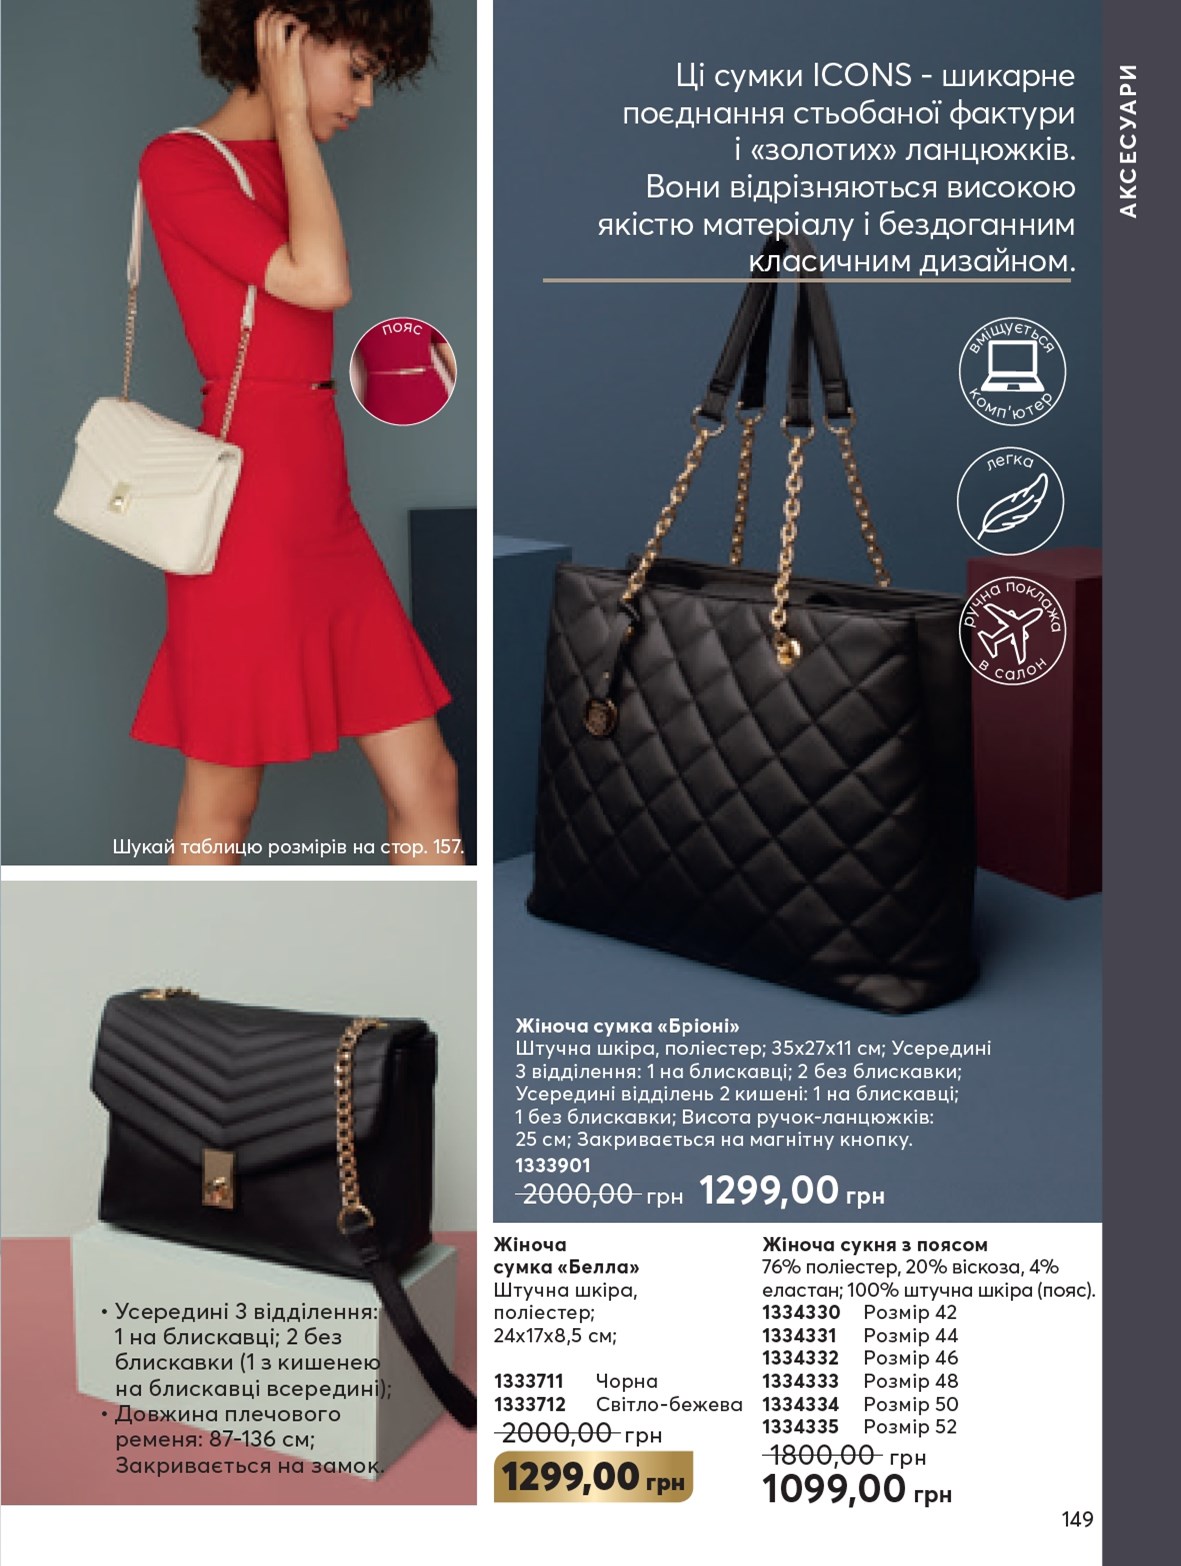 Ці сумки ICONS - шикарне
поєднання стьобаної фактури
і «золотих» ланцюжків.
Вони відрізняються високою
якістю матеріалу і бездоганним
класичним дизайном.
АКСЕСУАРИ
пояс
вміщується
комп'ютер
легка
ручна поклажа
в салон
Шукай таблицю розмірів на стор. 157.
Жіноча сумка «Бріоні»
Штучна шкіра, поліестер; 35х27х11 см; Усередині
3 відділення: 1 на блискавці; 2 без блискавки;
Усередині відділень 2 кишені: 1 на блискавці;
1 без блискавки; Висота ручок-ланцюжків:
25 см; Закривається на магнітну кнопку.
1333901
2000,00 грн 1299,00 грн
• Усередині 3 відділення:
1 на блискавці; 2 без
блискавки (1 з кишенею
на блискавці всередині);
• Довжина плечового
ременя: 87-136 см;
Закривається на замок.
Жіноча
сумка «Белла»
Штучна шкіра,
поліестер;
24х17х8,5 см;
1333711 Чорна
1333712 Світло-бежева
2000,00 грн
1299,00 грн
Жіноча сукня з поясом
76% поліестер, 20% віскоза, 4%
еластан; 100% штучна шкіра (пояс).
1334330 Розмір 42
1334331 Розмір 44
1334332 Розмір 46
1334333 Розмір 48
1334334 Розмір 50
1334335 Розмір 52
1800,00 грн
1099,00 грн
149